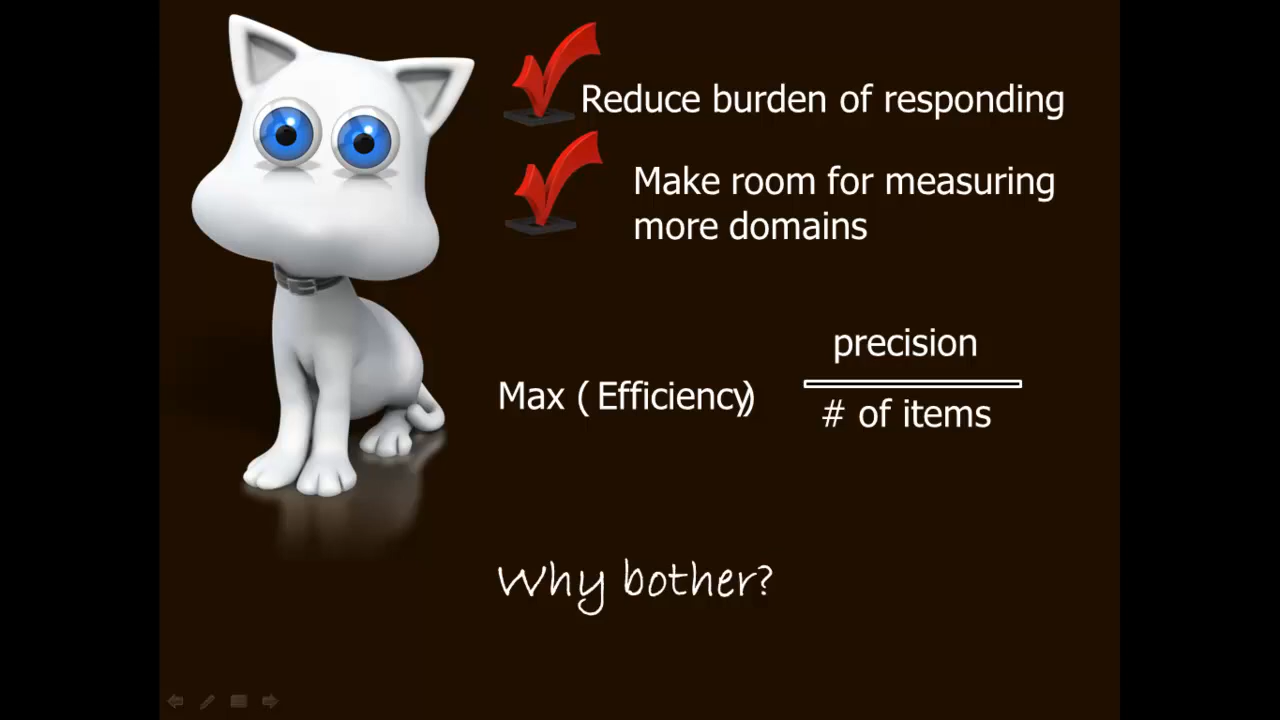 Reduce burden of responding
Make room for measuring
more domains
precision
Max ( Efficiency)
# of items
Why bother?